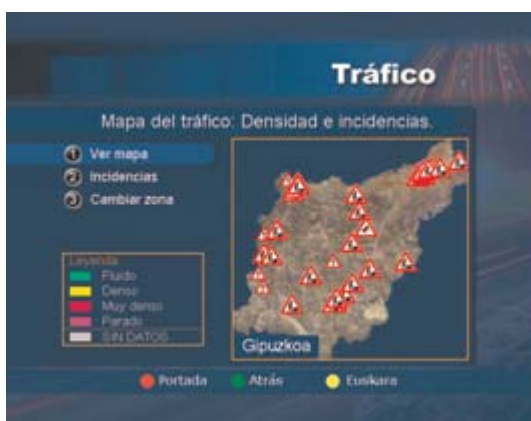 Tráfico
Mapa del tráfico: Densidad e incidencias.
1 Ver mapa
2 Incidencias
3 Cambiar zona
Leyenda
Fluido
Denso
Muy denso
Parado
SIN DATOS
Gipuzkoa
Portada Atrás Euskara